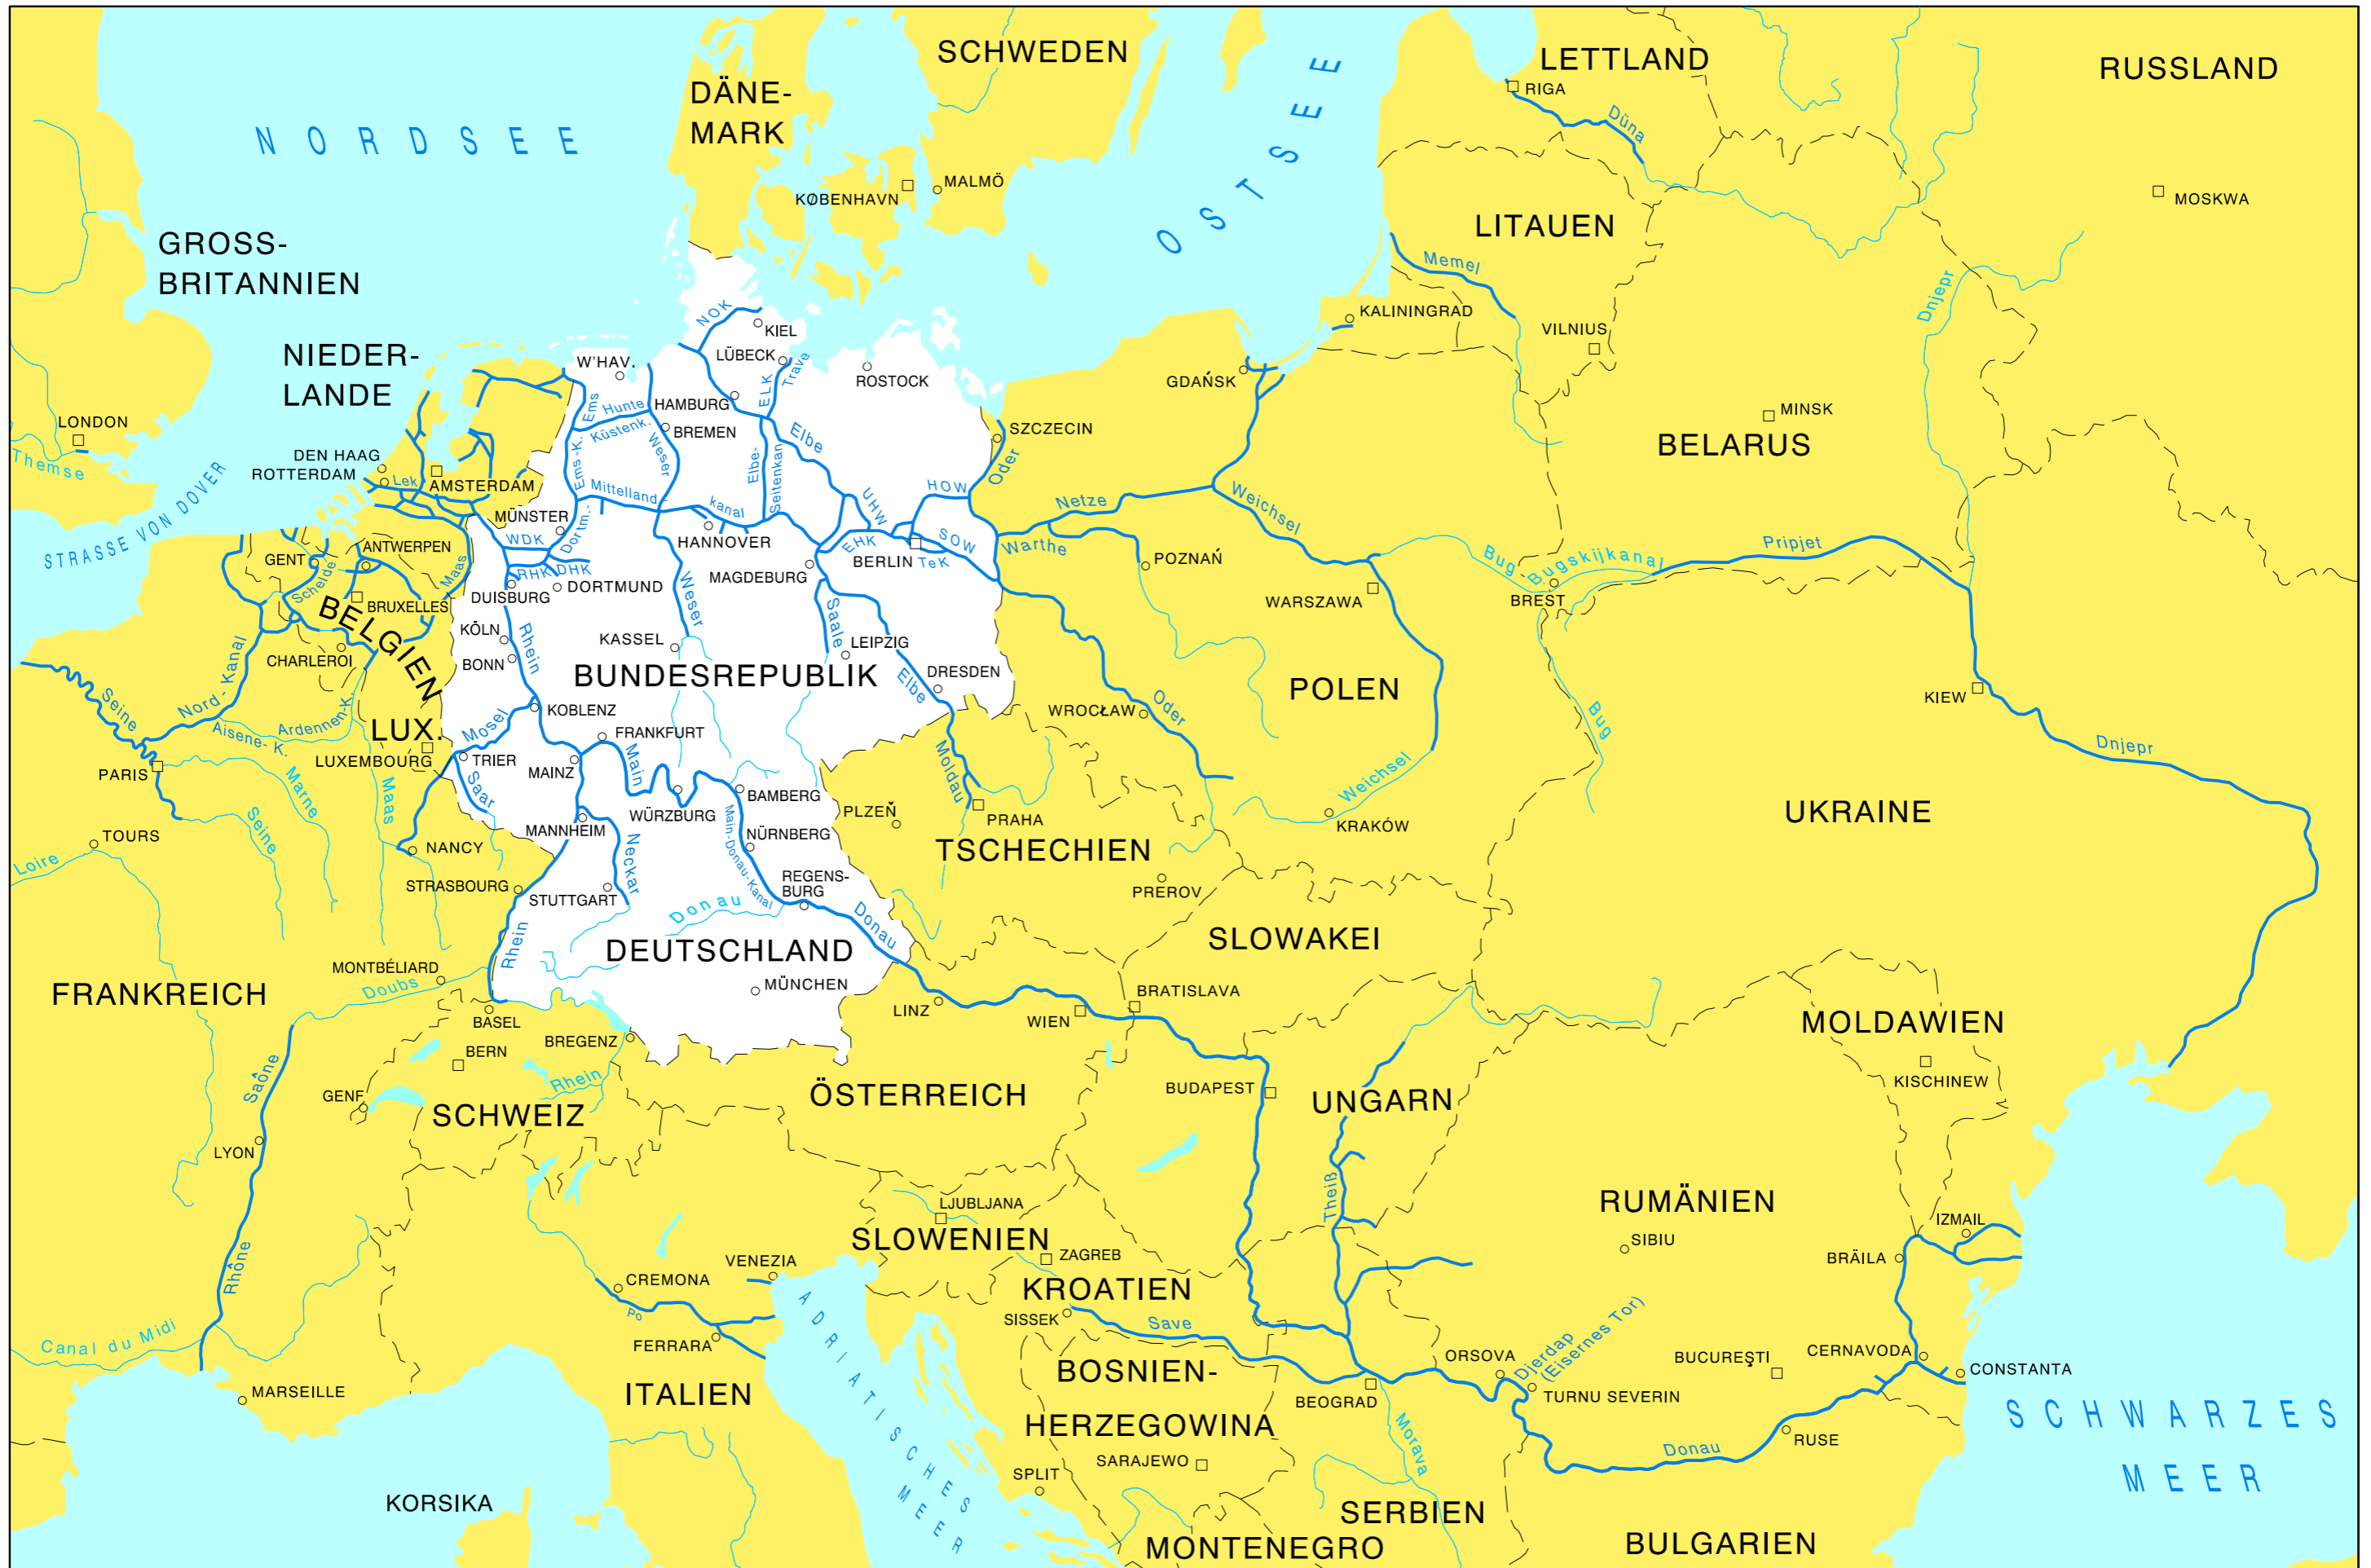 SCHWEDEN
LETTLAND
RUSSLAND
DÄNE-
MARK
OSTSEE
RIGA
Düna
NORDSEE
KØBENHAVN
MALMÖ
MOSKWA
GROSS-
BRITANNIEN
LITAUEN
Memel
Dnjepr
NOK
KIEL
KALININGRAD
VILNIUS
NIEDER-
LANDE
W'HAV.
LÜBECK
Trave
ROSTOCK
GDAŃSK
Ems
Hunte
HAMBURG
ELK
MINSK
LONDON
Themse
Küstenk.
BREMEN
Elbe
SZCZECIN
BELARUS
DEN HAAG
ROTTERDAM
Lek
AMSTERDAM
Ems-K.
Weser
Elbe-
Seitenkan
Oder
STRASSE VON DOVER
Mittelland-
kanal
UHW
HOW
Netze
Weichsel
MÜNSTER
Dortm.-
WDK
HANNOVER
EHK
BERLIN
SOW
TeK
Warthe
POZNAŃ
Bug-
Bugskijkanal
Pripjet
GENT
ANTWERPEN
Schelde
Maas
RHK
DHK
DORTMUND
MAGDEBURG
WARSZAWA
BREST
BRUXELLES
DUISBURG
BELGIEN
KÖLN
Rhein
KASSEL
Weser
Saale
LEIPZIG
CHARLEROI
BONN
BUNDESREPUBLIK
Elbe
DRESDEN
POLEN
KIEW
Seine
Nord-Kanal
Ardennen-K.
Aisene-K.
KOBLENZ
WROCŁAW
Oder
Bug
LUX.
Mosel
FRANKFURT
LUXEMBOURG
TRIER
MAINZ
Main
Moldau
Dnjepr
PARIS
Marne
Saar
Weichsel
BAMBERG
WÜRZBURG
PLZEŇ
PRAHA
KRAKÓW
UKRAINE
TOURS
Seine
Maas
MANNHEIM
NÜRNBERG
Main-Donau-Kanal
NANCY
TSCHECHIEN
Loire
Neckar
STRASBOURG
STUTTGART
REGENS-
BURG
PREROV
Donau
Donau
Rhein
DEUTSCHLAND
SLOWAKEI
MONTBÉLIARD
Doubs
MÜNCHEN
FRANKREICH
BASEL
LINZ
WIEN
BRATISLAVA
MOLDAWIEN
BERN
BREGENZ
KISCHINEW
Saône
Rhein
GENF
SCHWEIZ
ÖSTERREICH
BUDAPEST
UNGARN
LYON
Theiß
LJUBLJANA
RUMÄNIEN
SLOWENIEN
ZAGREB
SIBIU
IZMAIL
BRÄILA
Rhône
VENEZIA
CREMONA
KROATIEN
Po
SISSEK
Save
FERRARA
Canal du Midi
ADRIATISCHES
MEER
Djerdap
(Eisernes Tor)
ORSOVA
BUCUREŞTI
CERNAVODA
CONSTANTA
MARSEILLE
ITALIEN
BOSNIEN-
HERZEGOWINA
BEOGRAD
TURNU SEVERIN
Morava
RUSE
Donau
SCHWARZES
MEER
SARAJEWO
SPLIT
KORSIKA
SERBIEN
MONTENEGRO
BULGARIEN